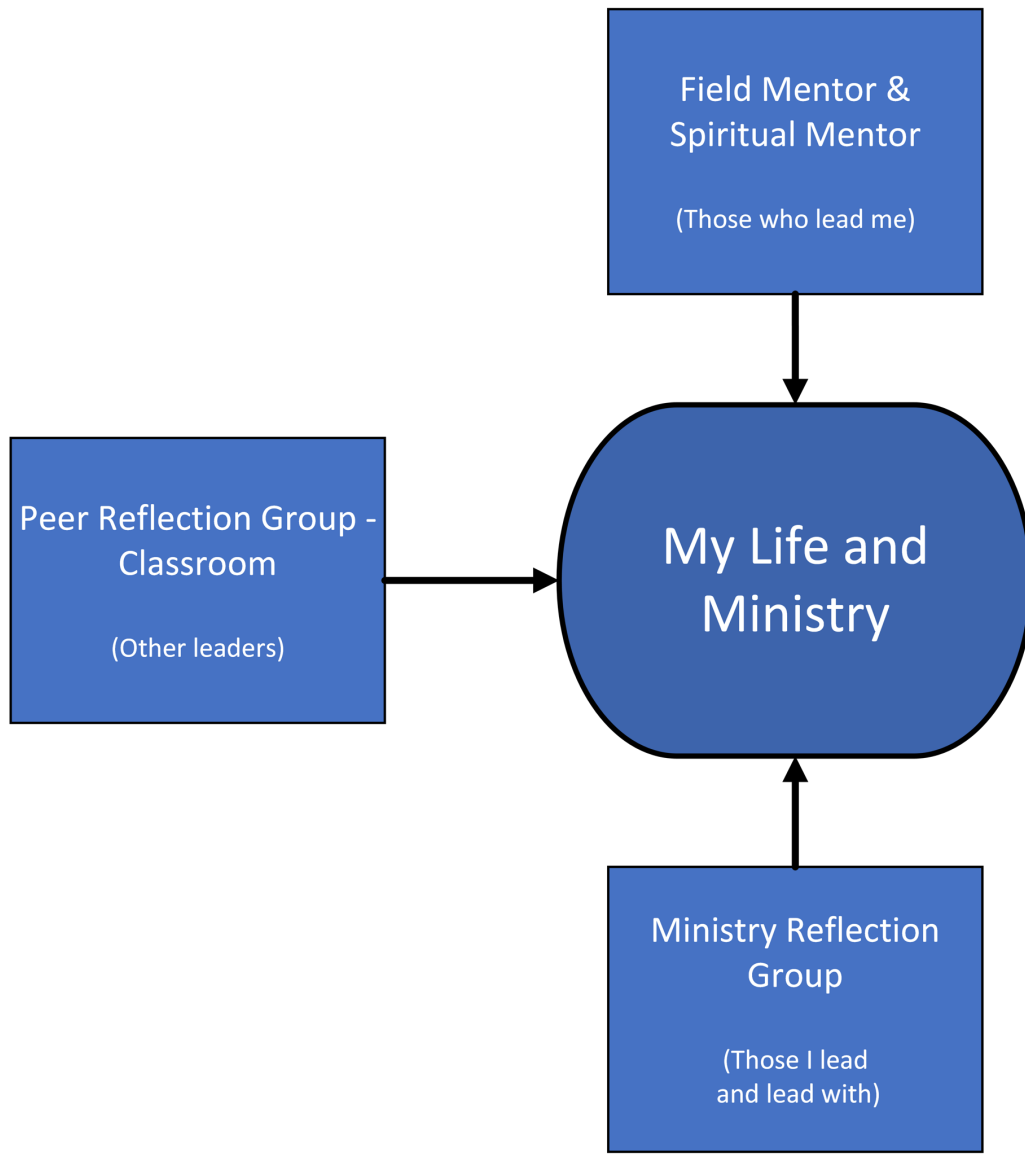 Field Mentor &
Spiritual Mentor
(Those who lead me)
Peer Reflection Group -
Classroom
(Other leaders)
My Life and
Ministry
Ministry Reflection
Group
(Those I lead
and lead with)